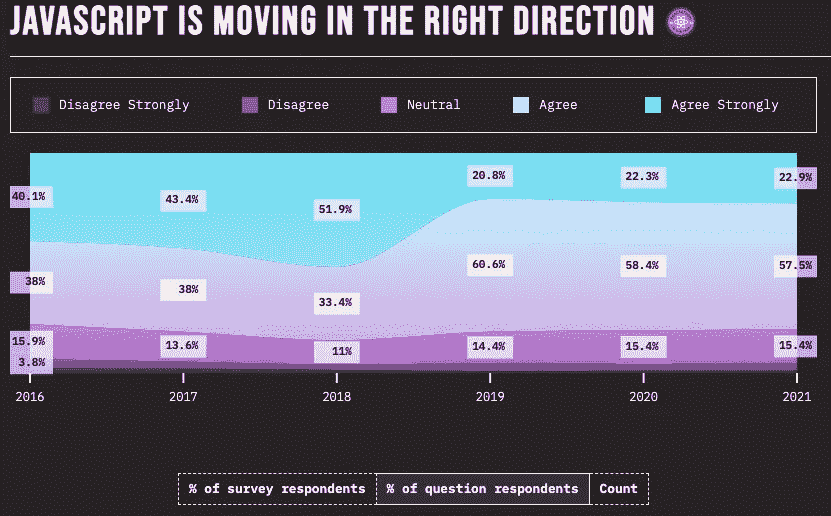 JAVASCRIPT IS MOVING IN THE RIGHT DIRECTION
Disagree Strongly Disagree Neutral Agree Agree Strongly
40.1% 43.4% 51.9% 20.8% 22.3% 22.9%
38% 38% 33.4% 60.6% 58.4% 57.5%
15.9% 13.6% 11% 14.4% 15.4% 15.4%
3.8%
2016 2017 2018 2019 2020 2021
% of survey respondents % of question respondents Count